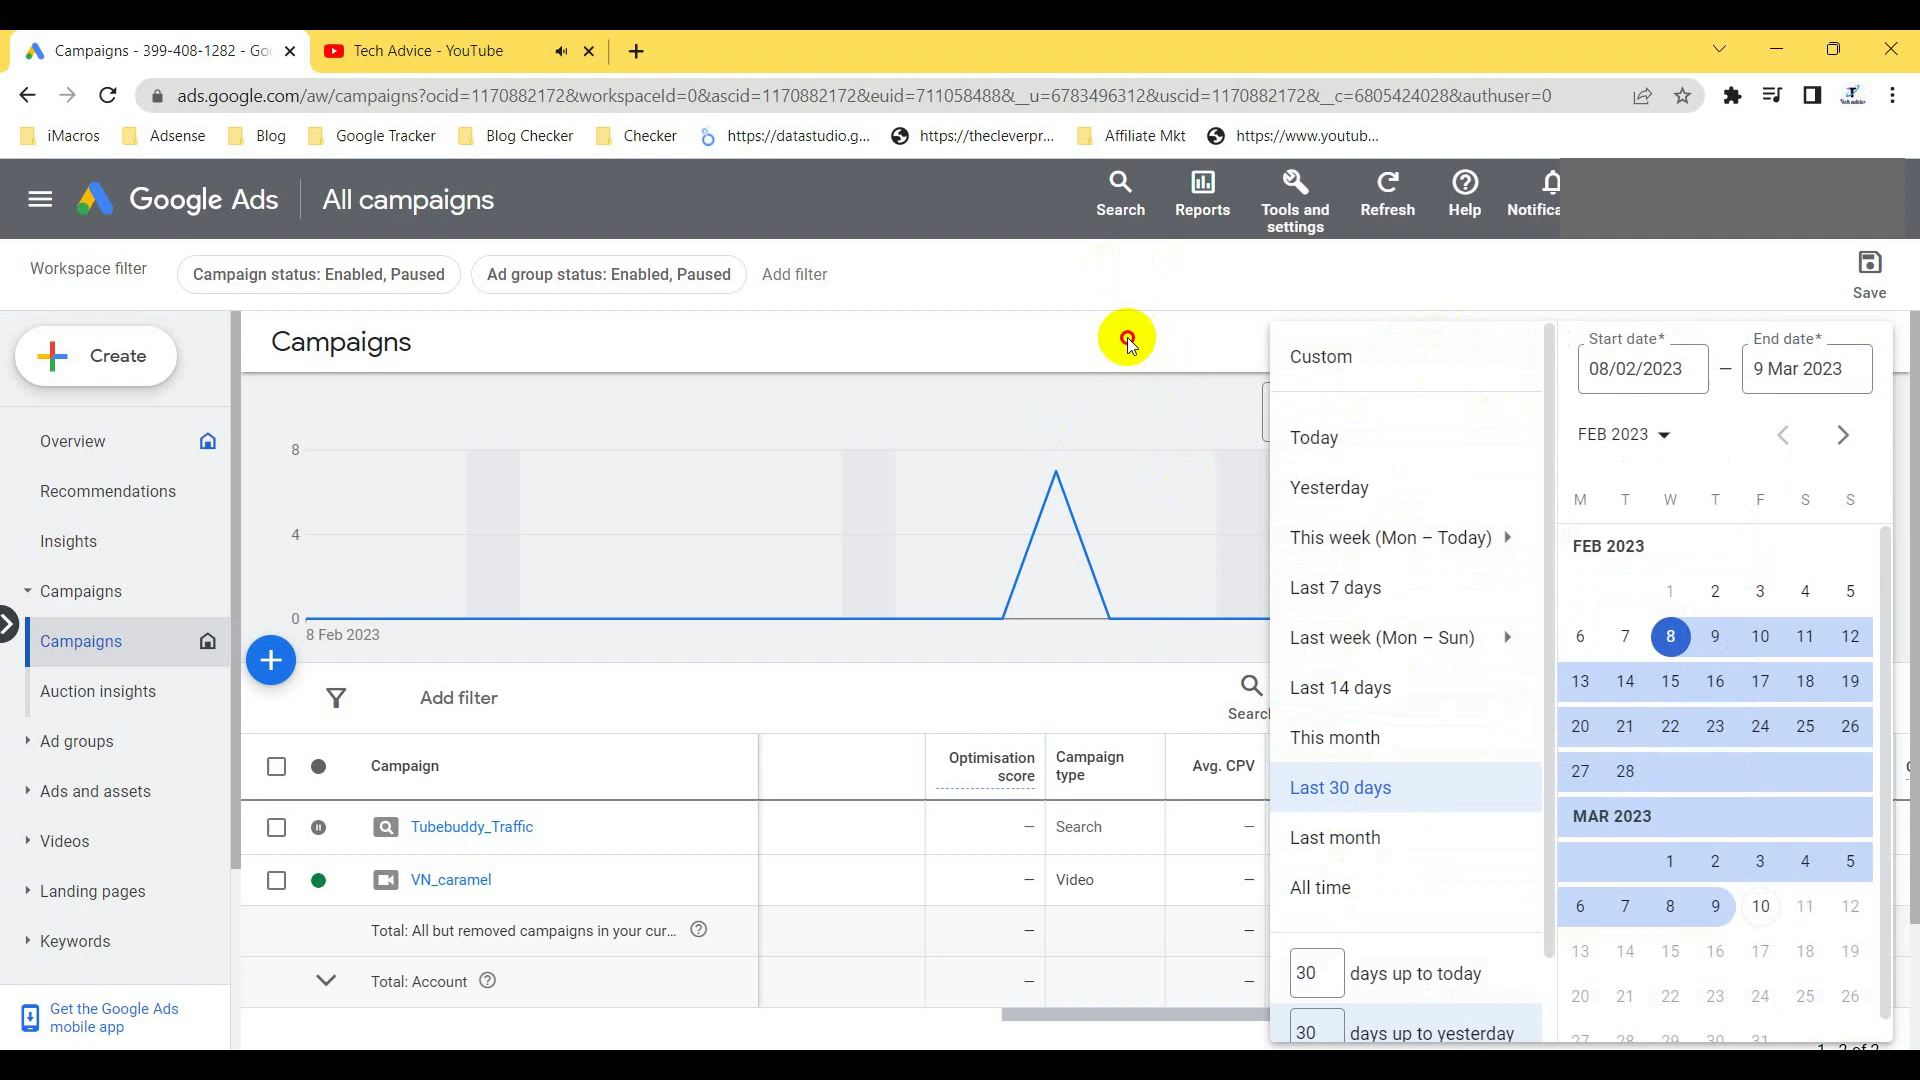 Campaigns - 399-408-1282 - Goo
Tech Advice - YouTube
ads.google.com/aw/campaigns?ocid=1170882172&workspaceId=0&ascid=1170882172&euid=711058488&__u=6783496312&uscid=1170882172&__c=6805424028&authuser=0
iMacros
Adsense
Blog
Google Tracker
Blog Checker
Checker
https://datastudio.g...
https://thecleverpr...
Affiliate Mkt
https://www.youtub...
Google Ads
All campaigns
Search
Reports
Tools and
settings
Refresh
Help
Notifica
Workspace filter
Campaign status: Enabled, Paused
Ad group status: Enabled, Paused
Add filter
Save
Create
Overview
Recommendations
Insights
Campaigns
Campaigns
Auction insights
Ad groups
Ads and assets
Videos
Landing pages
Keywords
Get the Google Ads
mobile app
Campaigns
8
4
0
8 Feb 2023
Add filter
Search
Campaign
Optimisation
score
Campaign
type
Avg. CPV
Tubebuddy_Traffic
–
Search
–
VN_caramel
–
Video
–
Total: All but removed campaigns in your cur...
–
–
Total: Account
–
–
Custom
Today
Yesterday
This week (Mon – Today)
Last 7 days
Last week (Mon – Sun)
Last 14 days
This month
Last 30 days
Last month
All time
30 days up to today
30 days up to yesterday
Start date*
08/02/2023
–
End date*
9 Mar 2023
FEB 2023
M T W T F S S
FEB 2023
1 2 3 4 5
6 7 8 9 10 11 12
13 14 15 16 17 18 19
20 21 22 23 24 25 26
27 28
MAR 2023
1 2 3 4 5
6 7 8 9 10 11 12
13 14 15 16 17 18 19
20 21 22 23 24 25 26
27 28 29 30 31
1 - 2 of 2